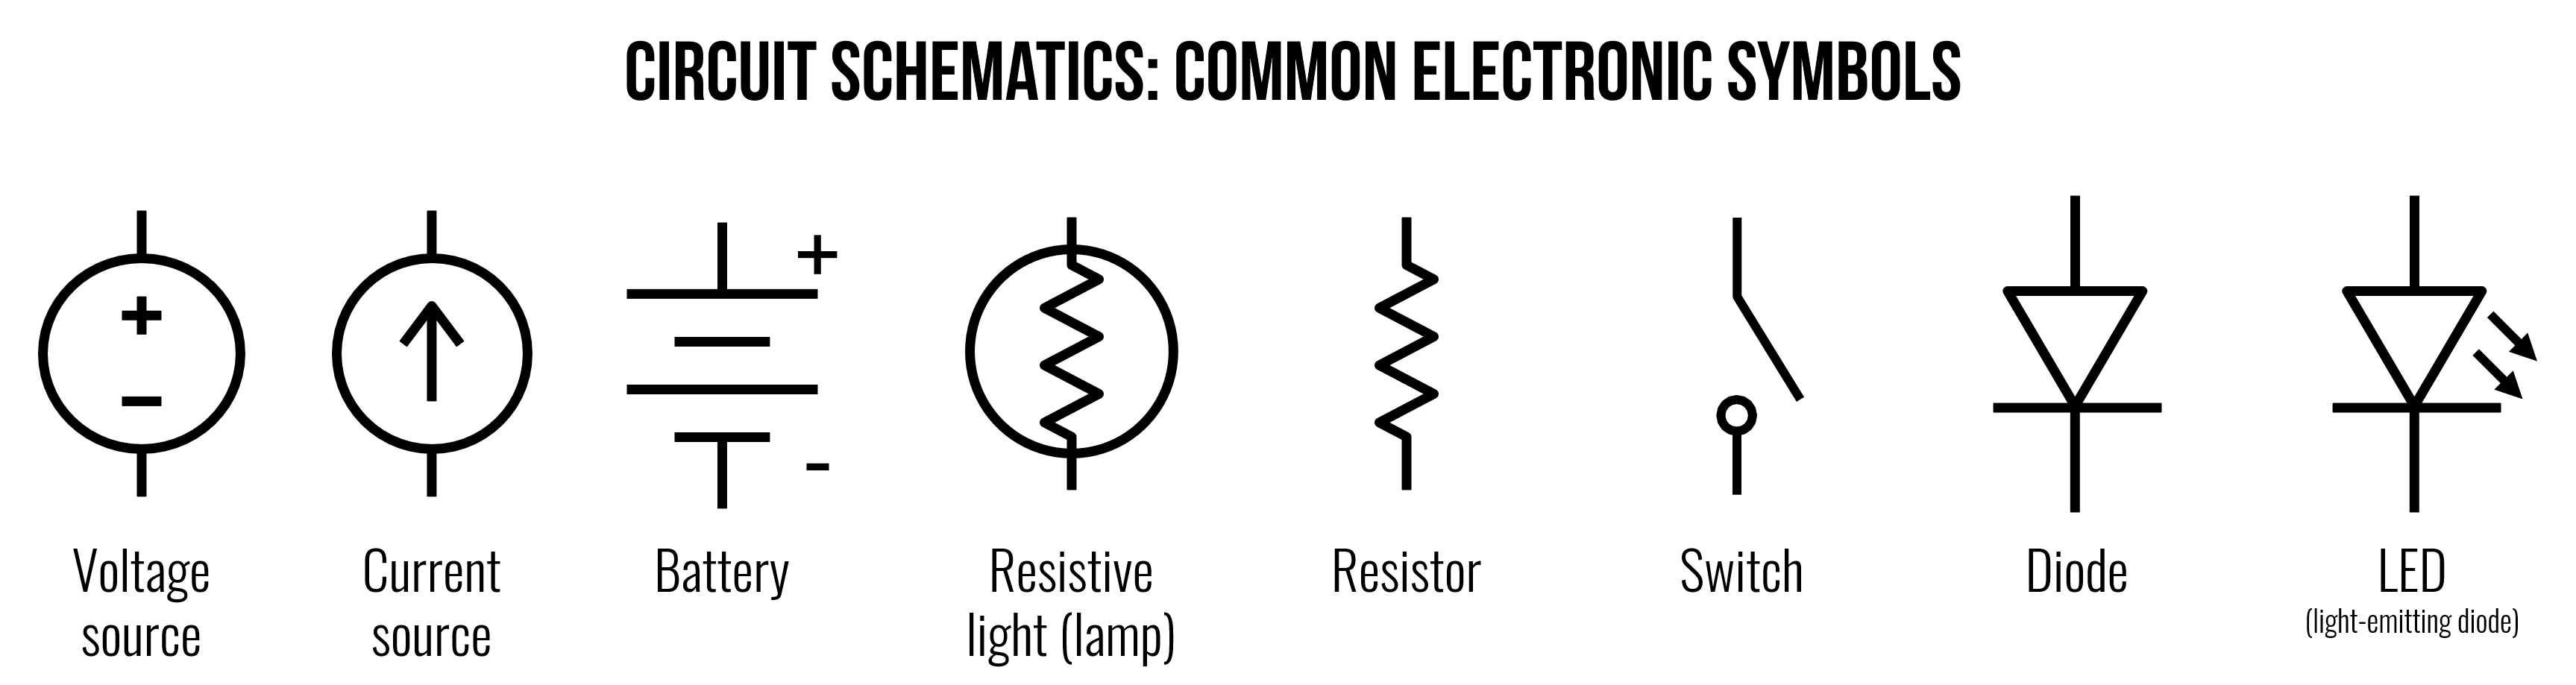 CIRCUIT SCHEMATICS: COMMON ELECTRONIC SYMBOLS
+
−
+
-
Voltage
source
Current
source
Battery
Resistive
light (lamp)
Resistor
Switch
Diode
LED
(light-emitting diode)